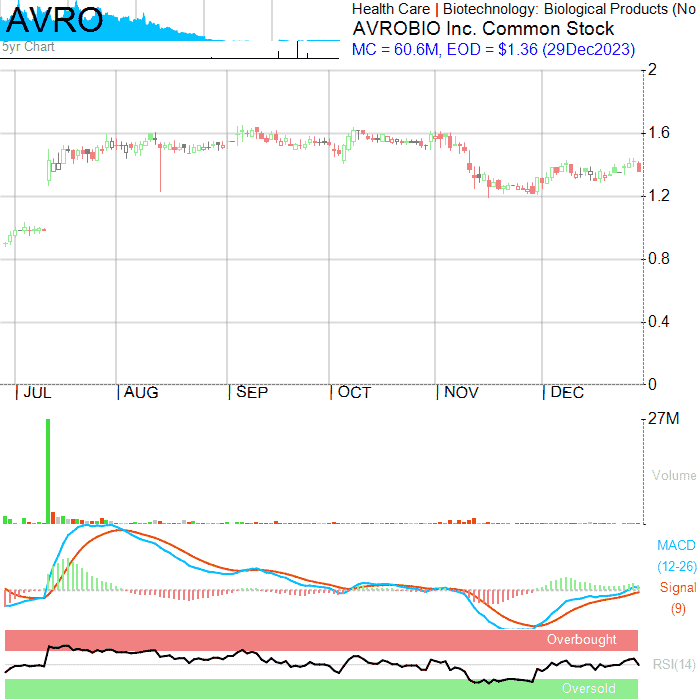 AVRO
5yr Chart
Health Care | Biotechnology: Biological Products (No
AVROBIO Inc. Common Stock
MC = 60.6M, EOD = $1.36 (29Dec2023)
2
1.6
1.2
0.8
0.4
0
JUL AUG SEP OCT NOV DEC
27M
Volume
MACD
(12-26)
Signal
(9)
Overbought
RSI(14)
Oversold